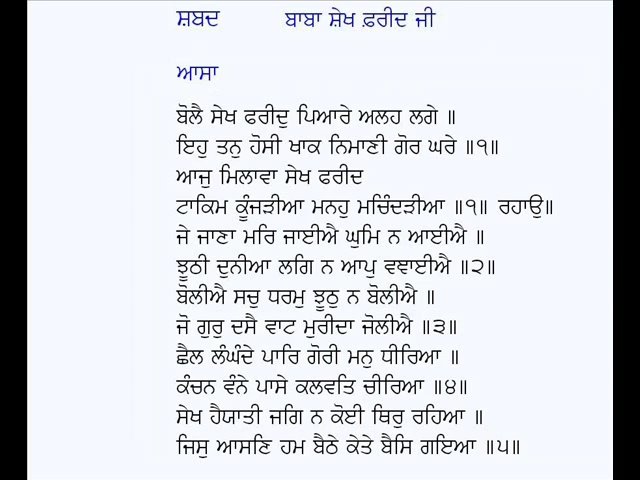 ਸ਼ਬਦ ਬਾਬਾ ਸ਼ੇਖ ਫ਼ਰੀਦ ਜੀ
ਆਸਾ
ਬੋਲੈ ਸੇਖ ਫਰੀਦੁ ਪਿਆਰੇ ਅਲਹ ਲਗੇ ॥
ਇਹੁ ਤਨੁ ਹੋਸੀ ਖਾਕ ਨਿਮਾਣੀ ਗੋਰ ਘਰੇ ॥੧॥
ਆਜੁ ਮਿਲਾਵਾ ਸੇਖ ਫਰੀਦ
ਟਾਕਿਮ ਕੂੰਜੜੀਆ ਮਨਹੁ ਮਚਿੰਦੜੀਆ ॥੧॥ ਰਹਾਉ॥
ਜੇ ਜਾਣਾ ਮਰਿ ਜਾਈਐ ਘੁਮਿ ਨ ਆਈਐ ॥
ਝੂਠੀ ਦੁਨੀਆ ਲਗਿ ਨ ਆਪੁ ਵਞਾਈਐ ॥੨॥
ਬੋਲੀਐ ਸਚੁ ਧਰਮੁ ਝੂਠੁ ਨ ਬੋਲੀਐ ॥
ਜੋ ਗੁਰੁ ਦਸੈ ਵਾਟ ਮੁਰੀਦਾ ਜੋਲੀਐ ॥੩॥
ਛੈਲ ਲੰਘੰਦੇ ਪਾਰਿ ਗੋਰੀ ਮਨੁ ਧੀਰਿਆ ॥
ਕੰਚਨ ਵੰਨੇ ਪਾਸੇ ਕਲਵਤਿ ਚੀਰਿਆ ॥੪॥
ਸੇਖ ਹੈਯਾਤੀ ਜਗਿ ਨ ਕੋਈ ਥਿਰੁ ਰਹਿਆ ॥
ਜਿਸੁ ਆਸਣਿ ਹਮ ਬੈਠੇ ਕੇਤੇ ਬੈਸਿ ਗਇਆ ॥੫॥